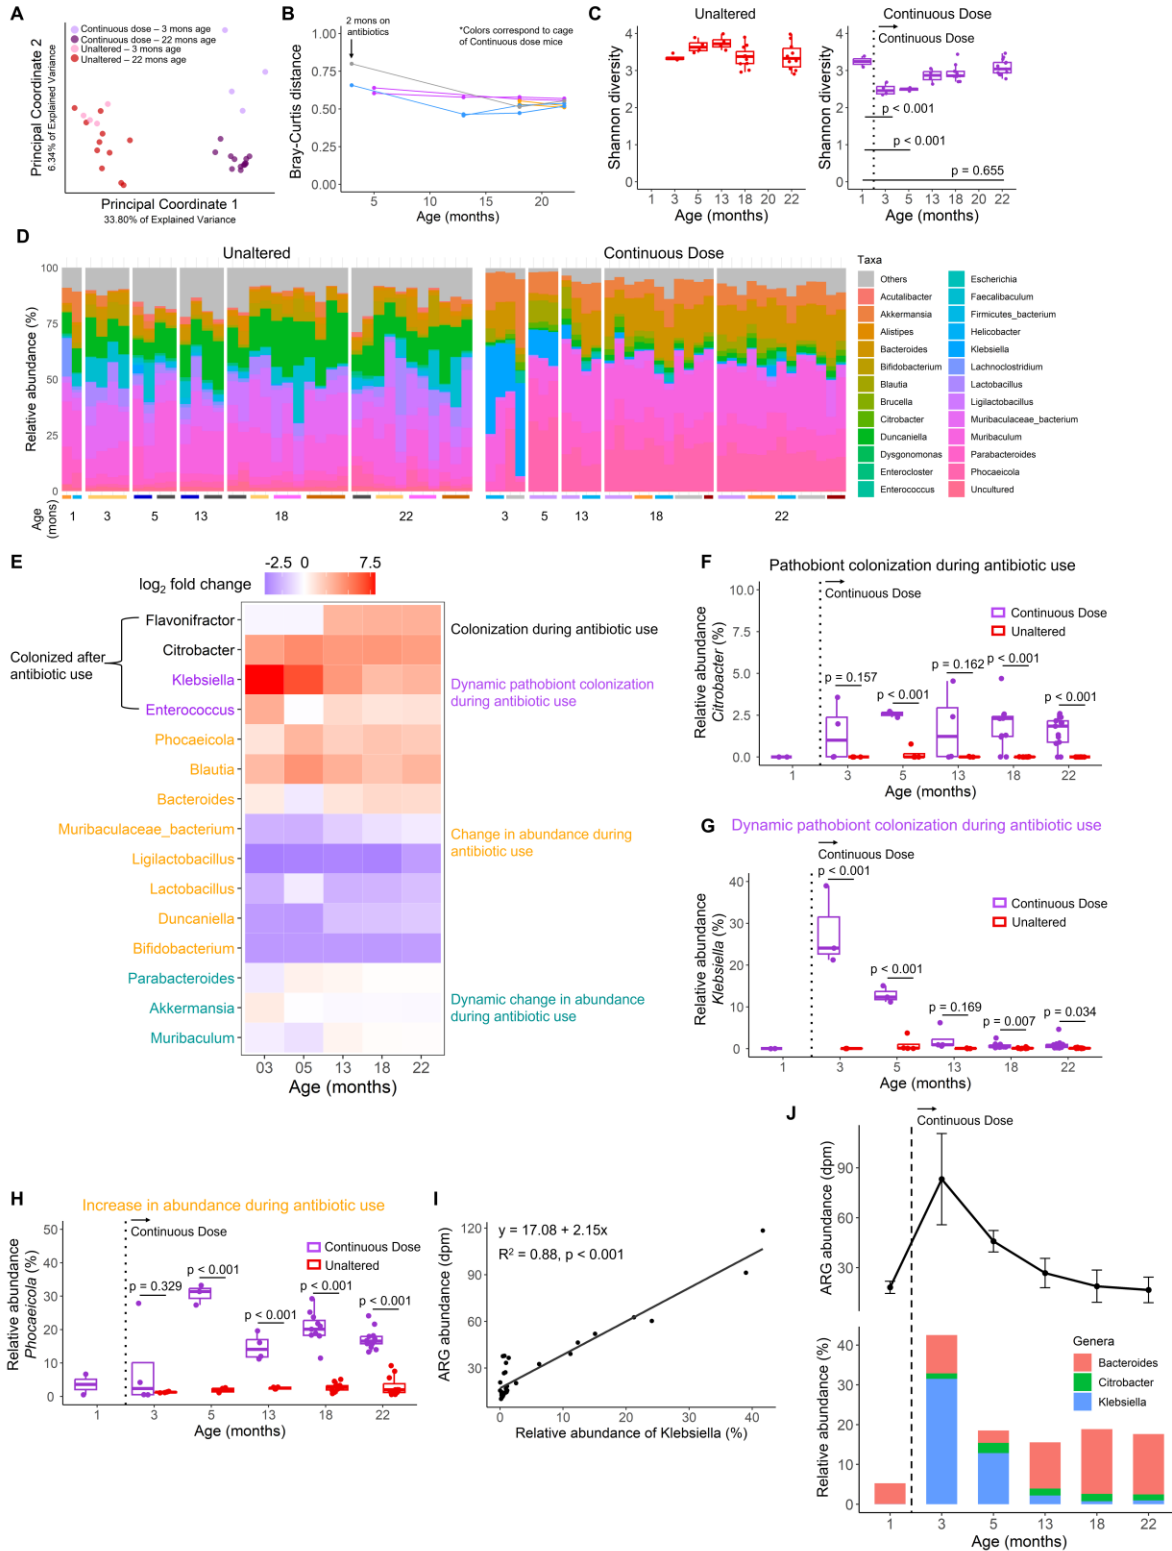 A
Continuous dose – 3 mons age
Continuous dose – 22 mons age
Unaltered – 3 mons age
Unaltered – 22 mons age
Principal Coordinate 2
6.34% of Explained Variance
Principal Coordinate 1
33.80% of Explained Variance
B
2 mons on
antibiotics
*Colors correspond to cage
of Continuous dose mice
Bray-Curtis distance
1.00
0.75
0.50
0.25
0.00
5 10 15 20
Age (months)
C
Unaltered
Shannon diversity
4
3
2
1
0
1 3 5 13 18 20 22
Age (months)
Continuous Dose
Continuous Dose
Shannon diversity
4
3
2
1
0
p < 0.001
p < 0.001
p = 0.655
1 3 5 13 18 20 22
Age (months)
D
Unaltered
Continuous Dose
Relative abundance (%)
100
75
50
25
0
Age
(mons)
1 3 5 13 18 22
3 5 13 18 22
Taxa
Others
Acutalibacter
Akkermansia
Alistipes
Bacteroides
Bifidobacterium
Blautia
Brucella
Citrobacter
Duncaniella
Dysgonomonas
Enterocloster
Enterococcus
Escherichia
Faecalibaculum
Firmicutes_bacterium
Helicobacter
Klebsiella
Lachnoclostridium
Lactobacillus
Ligilactobacillus
Muribaculaceae_bacterium
Muribaculum
Parabacteroides
Phocaeicola
Uncultured
E
log2 fold change
-2.5 0 7.5
Colonized after
antibiotic use
Flavonifractor
Citrobacter
Klebsiella
Enterococcus
Phocaeicola
Blautia
Bacteroides
Muribaculaceae_bacterium
Ligilactobacillus
Lactobacillus
Duncaniella
Bifidobacterium
Parabacteroides
Akkermansia
Muribaculum
Colonization during antibiotic use
Dynamic pathobiont colonization
during antibiotic use
Change in abundance during
antibiotic use
Dynamic change in abundance
during antibiotic use
03 05 13 18 22
Age (months)
F
Pathobiont colonization during antibiotic use
Continuous Dose
Continuous Dose
Unaltered
Relative abundance
Citrobacter (%)
10.0
7.5
5.0
2.5
0.0
p = 0.157
p < 0.001
p = 0.162
p < 0.001
p < 0.001
1 3 5 13 18 22
Age (months)
G
Dynamic pathobiont colonization during antibiotic use
Continuous Dose
Continuous Dose
Unaltered
Relative abundance
Klebsiella (%)
40
30
20
10
0
p < 0.001
p < 0.001
p = 0.169
p = 0.007
p = 0.034
1 3 5 13 18 22
Age (months)
H
Increase in abundance during antibiotic use
Continuous Dose
Continuous Dose
Unaltered
Relative abundance
Phocaeicola (%)
50
40
30
20
10
0
p = 0.329
p < 0.001
p < 0.001
p < 0.001
p < 0.001
1 3 5 13 18 22
Age (months)
I
y = 17.08 + 2.15x
R2 = 0.88, p < 0.001
ARG abundance (dpm)
120
90
60
30
0 10 20 30 40
Relative abundance of Klebsiella (%)
J
Continuous Dose
ARG abundance (dpm)
90
60
30
Relative abundance (%)
40
30
20
10
0
Genera
Bacteroides
Citrobacter
Klebsiella
1 3 5 13 18 22
Age (months)